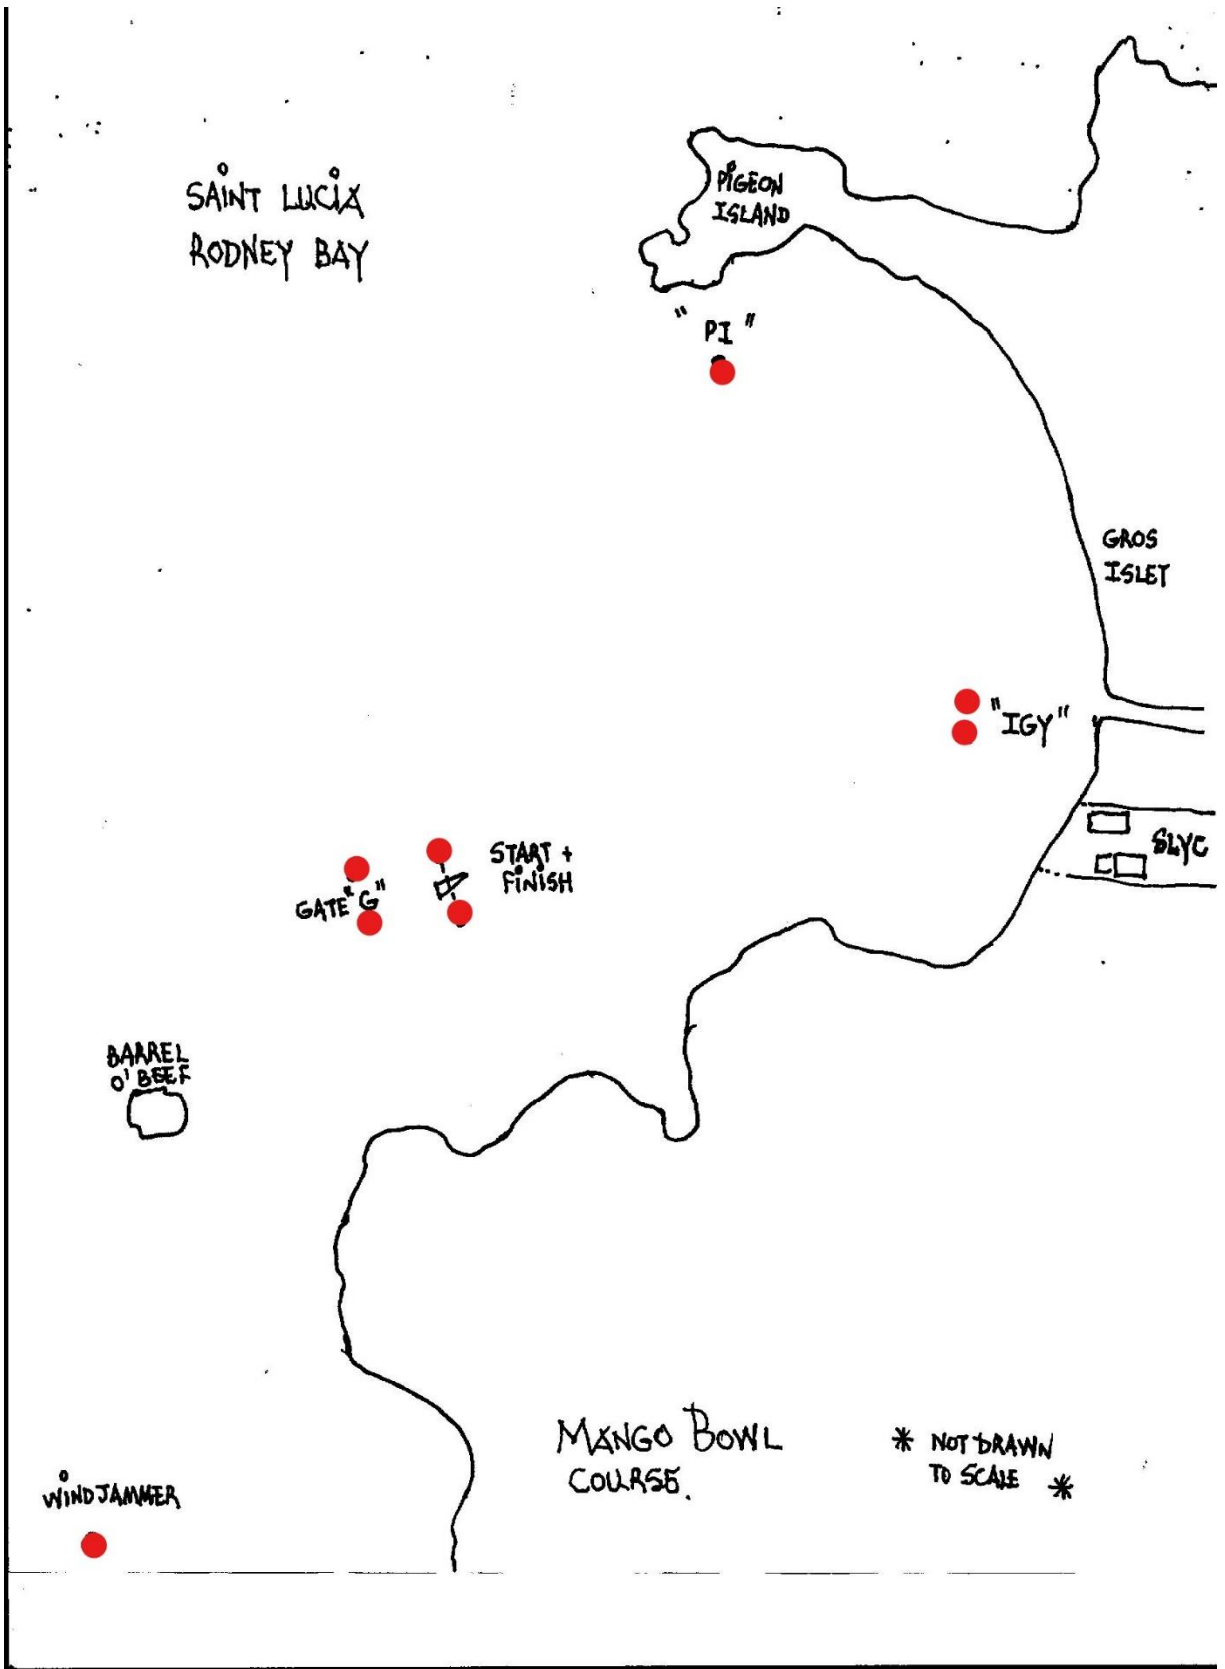 SAINT LUCIA
RODNEY BAY
PIGEON
ISLAND
"PI"
GROS
ISLET
"IGY"
SLYC
START +
FINISH
GATE "G"
BARREL
O' BEEF
MANGO BOWL
COURSE.
* NOT DRAWN
TO SCALE *
WINDJAMMER